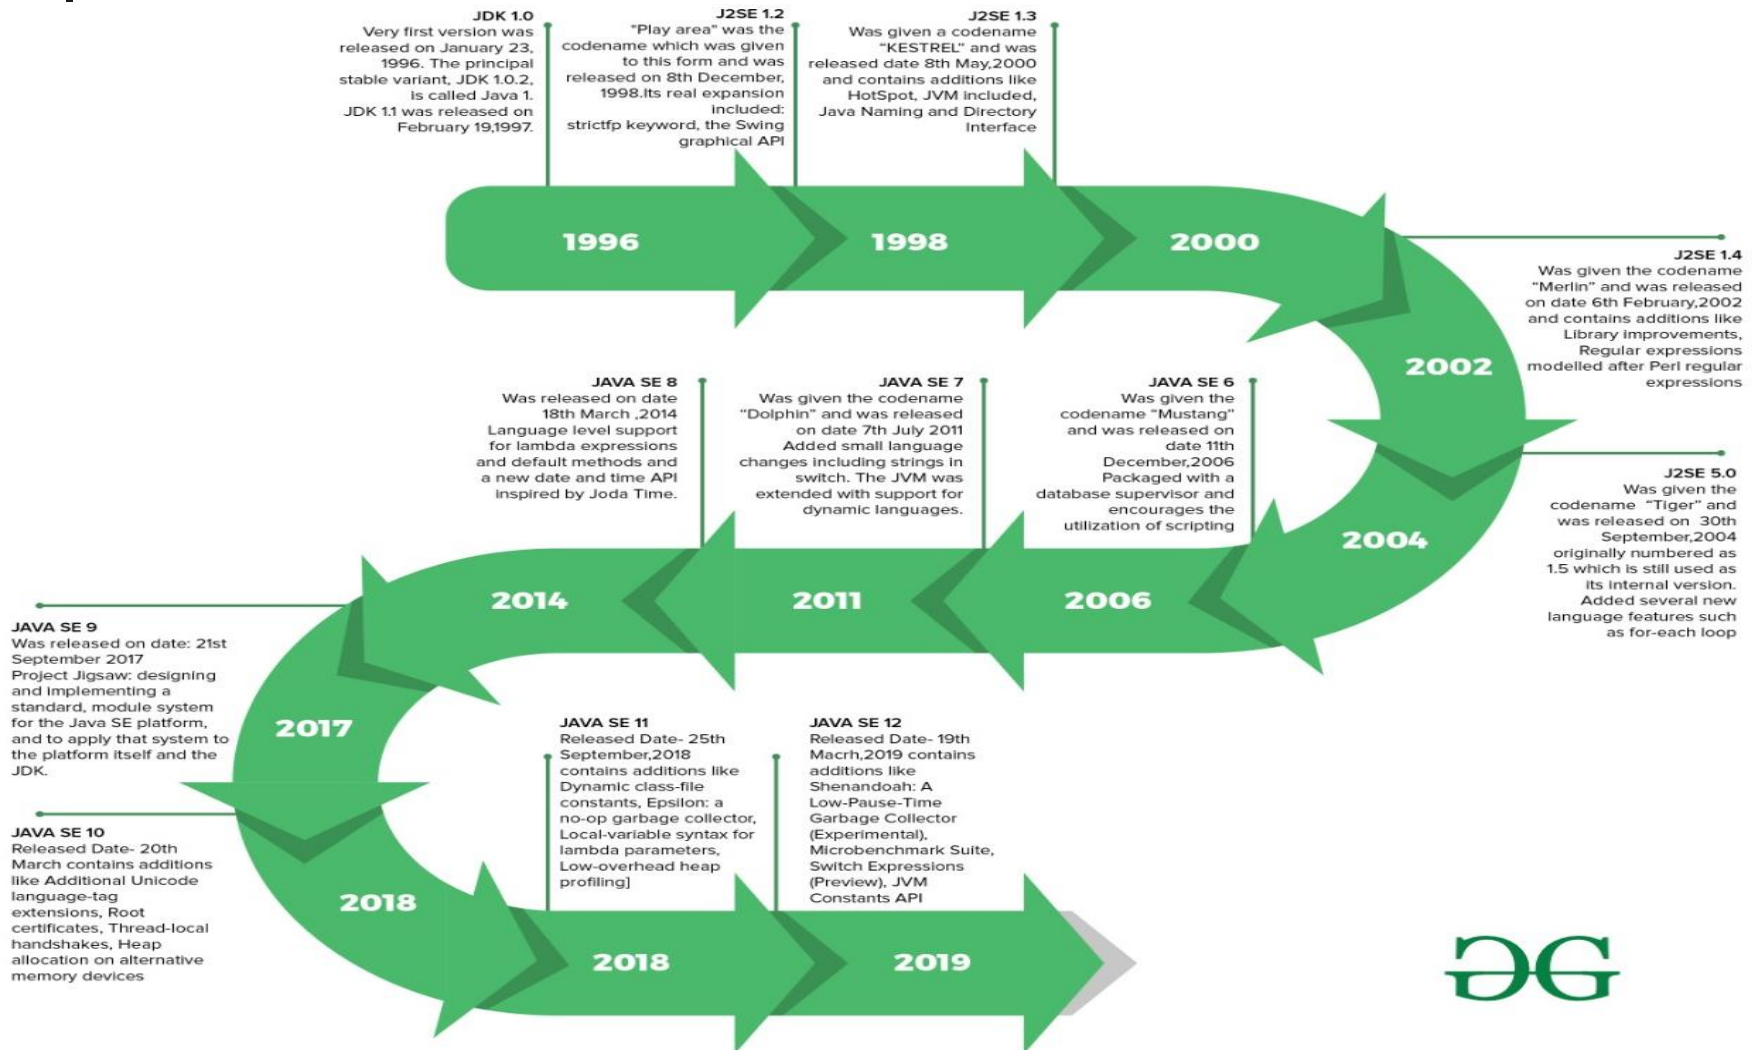 JDK 1.0
Very first version was
released on January 23,
1996. The principal
stable variant, JDK 1.0.2,
is called Java 1.
JDK 1.1 was released on
February 19,1997.
J2SE 1.2
"Play area" was the
codename which was given
to this form and was
released on 8th December,
1998.Its real expansion
included:
strictfp keyword, the Swing
graphical API
J2SE 1.3
Was given a codename
"KESTREL" and was
released date 8th May,2000
and contains additions like
HotSpot, JVM included,
Java Naming and Directory
Interface
1996
1998
2000
J2SE 1.4
Was given the codename
"Merlin" and was released
on date 6th February,2002
and contains additions like
Library improvements,
Regular expressions
modelled after Perl regular
expressions
2002
J2SE 5.0
Was given the
codename "Tiger" and
was released on 30th
September,2004
originally numbered as
1.5 which is still used as
its internal version.
Added several new
language features such
as for-each loop
2004
JAVA SE 6
Was given the
codename "Mustang"
and was released on
date 11th
December,2006
Packaged with a
database supervisor and
encourages the
utilization of scripting
2006
JAVA SE 7
Was given the codename
"Dolphin" and was released
on date 7th July 2011
Added small language
changes including strings in
switch. The JVM was
extended with support for
dynamic languages.
2011
JAVA SE 8
Was released on date
18th March ,2014
Language level support
for lambda expressions
and default methods and
a new date and time API
inspired by Joda Time.
2014
JAVA SE 9
Was released on date: 21st
September 2017
Project Jigsaw: designing
and implementing a
standard, module system
for the Java SE platform,
and to apply that system to
the platform itself and the
JDK.
2017
JAVA SE 10
Released Date- 20th
March contains additions
like Additional Unicode
language-tag
extensions, Root
certificates, Thread-local
handshakes, Heap
allocation on alternative
memory devices
2018
JAVA SE 11
Released Date- 25th
September,2018
contains additions like
Dynamic class-file
constants, Epsilon: a
no-op garbage collector,
Local-variable syntax for
lambda parameters,
Low-overhead heap
profiling]
2018
JAVA SE 12
Released Date- 19th
Macrh,2019 contains
additions like
Shenandoah: A
Low-Pause-Time
Garbage Collector
(Experimental),
Microbenchmark Suite,
Switch Expressions
(Preview), JVM
Constants API
2019